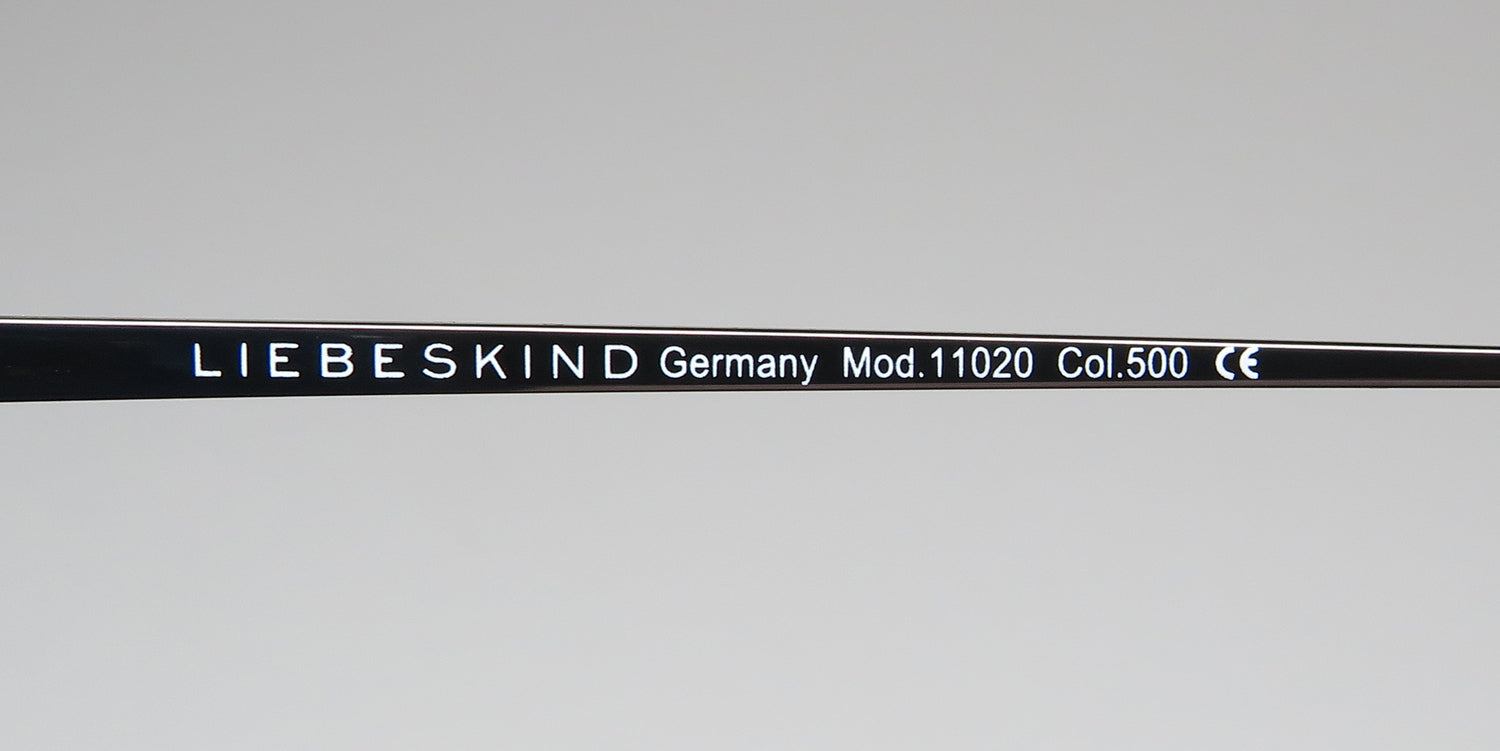 LIEBESKIND Germany Mod.11020 Col.500 CE